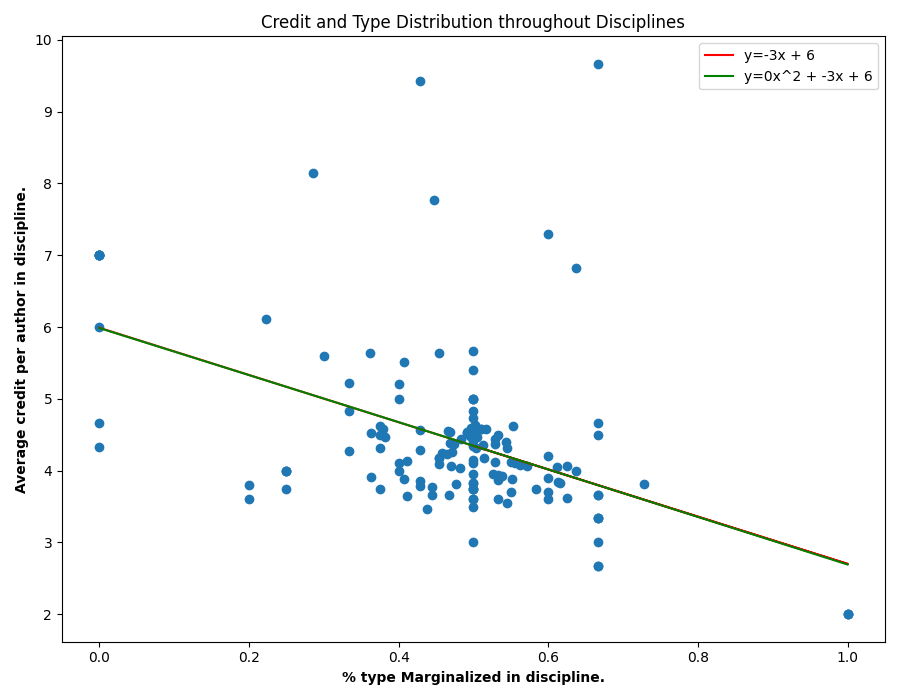 Credit and Type Distribution throughout Disciplines
y=-3x + 6
y=0x^2 + -3x + 6
Average credit per author in discipline.
10
9
8
7
6
5
4
3
2
0.0 0.2 0.4 0.6 0.8 1.0
% type Marginalized in discipline.